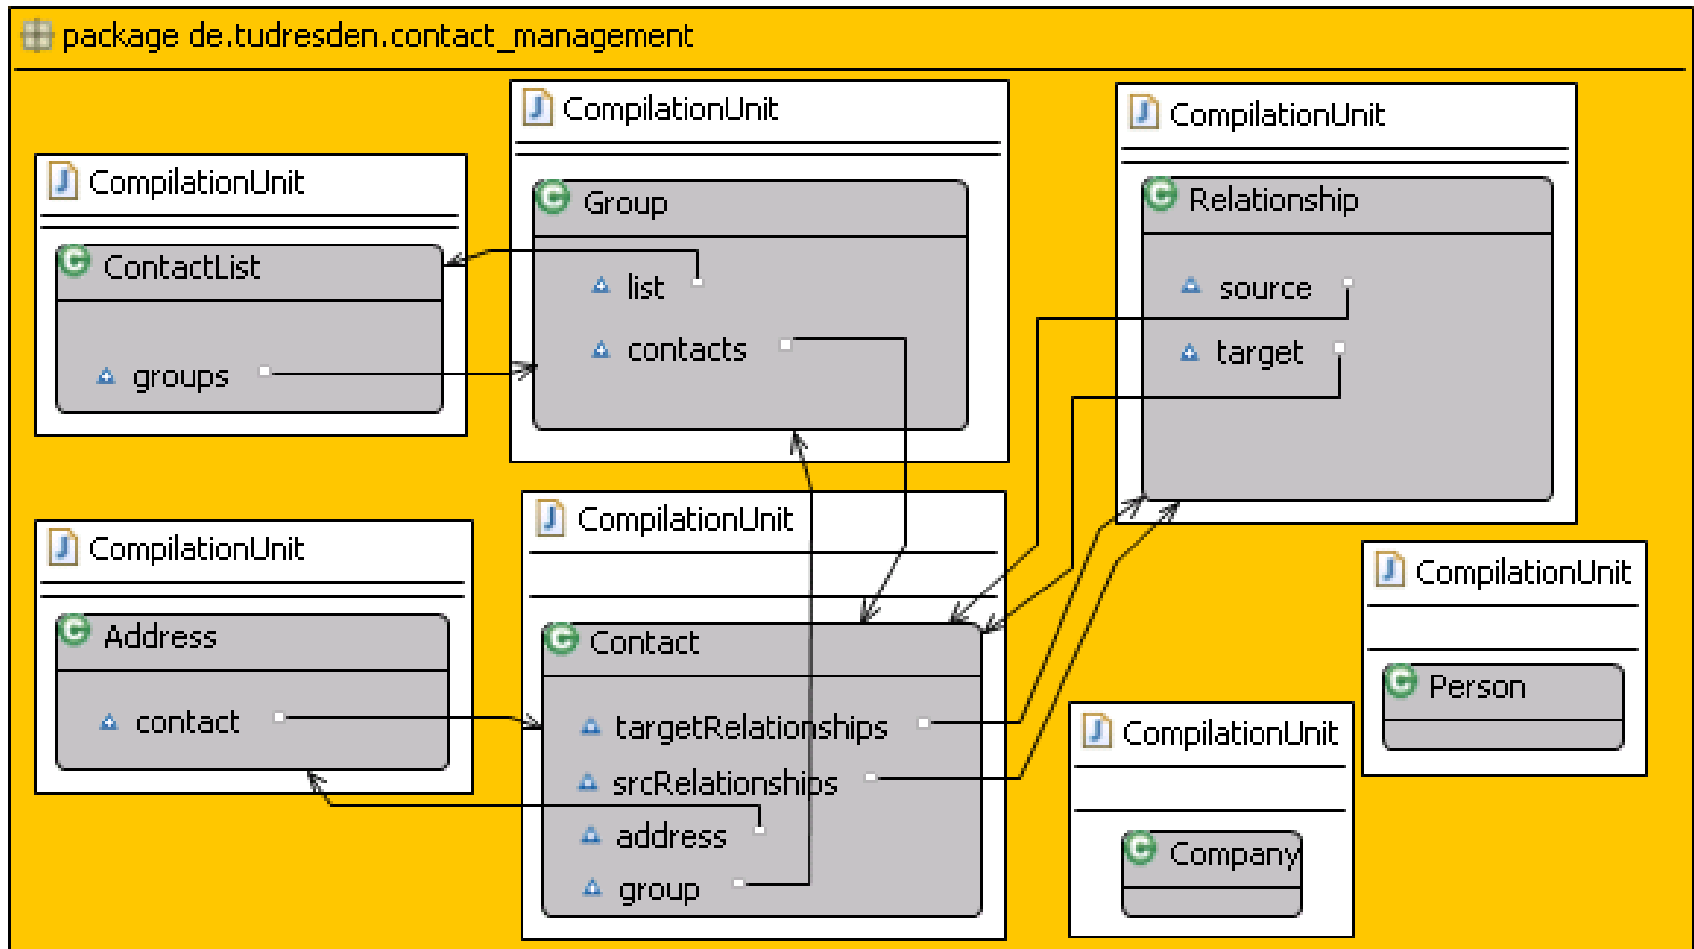 package de.tudresden.contact_management
CompilationUnit
ContactList
groups
CompilationUnit
Group
list
contacts
CompilationUnit
Relationship
source
target
CompilationUnit
Address
contact
CompilationUnit
Contact
targetRelationships
srcRelationships
address
group
CompilationUnit
Company
CompilationUnit
Person